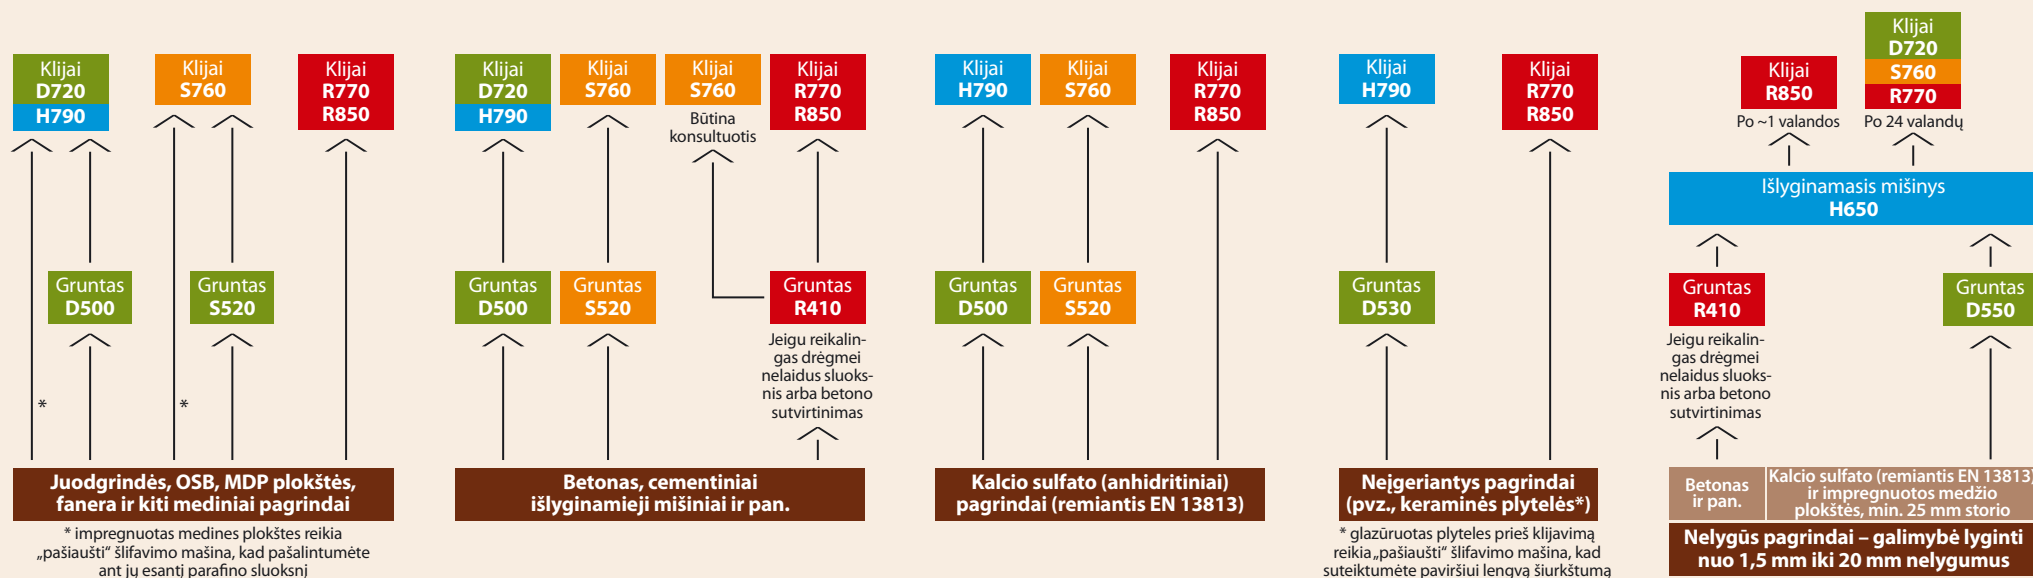 Klijai
D720
H790
Klijai
S760
Klijai
R770
R850
Gruntas
D500
Gruntas
S520
*
*
Juodgrindės, OSB, MDP plokštės,
fanera ir kiti mediniai pagrindai
* impregnuotas medines plokštes reikia
„pašiaušti“ šlifavimo mašina, kad pašalintumėte
ant jų esantį parafino sluoksnį
Klijai
D720
H790
Klijai
S760
Klijai
S760
Būtina
konsultuotis
Klijai
R770
R850
Gruntas
D500
Gruntas
S520
Gruntas
R410
Jeigu reikalin-
gas drėgmei
nelaidus sluoks-
nis arba betono
sutvirtinimas
Betonas, cementiniai
išlyginamieji mišiniai ir pan.
Klijai
H790
Klijai
S760
Klijai
R770
R850
Gruntas
D500
Gruntas
S520
Kalcio sulfato (anhidritiniai)
pagrindai (remiantis EN 13813)
Klijai
H790
Klijai
R770
R850
Gruntas
D530
Neįgeriantys pagrindai
(pvz., keraminės plytelės*)
* glazūruotas plyteles prieš klijavimą
reikia „pašiaušti“ šlifavimo mašina, kad
suteiktumėte paviršiui lengvą šiurkštumą
Klijai
R850
Po ~1 valandos
Klijai
D720
S760
R770
Po 24 valandų
Išlyginamasis mišinys
H650
Gruntas
R410
Jeigu reikalin-
gas drėgmei
nelaidus sluoks-
nis arba betono
sutvirtinimas
Gruntas
D550
Betonas
ir pan.
Kalcio sulfato (remiantis EN 13813)
ir impregnuotos medžio
plokštės, min. 25 mm storio
Nelygūs pagrindai – galimybė lyginti
nuo 1,5 mm iki 20 mm nelygumus